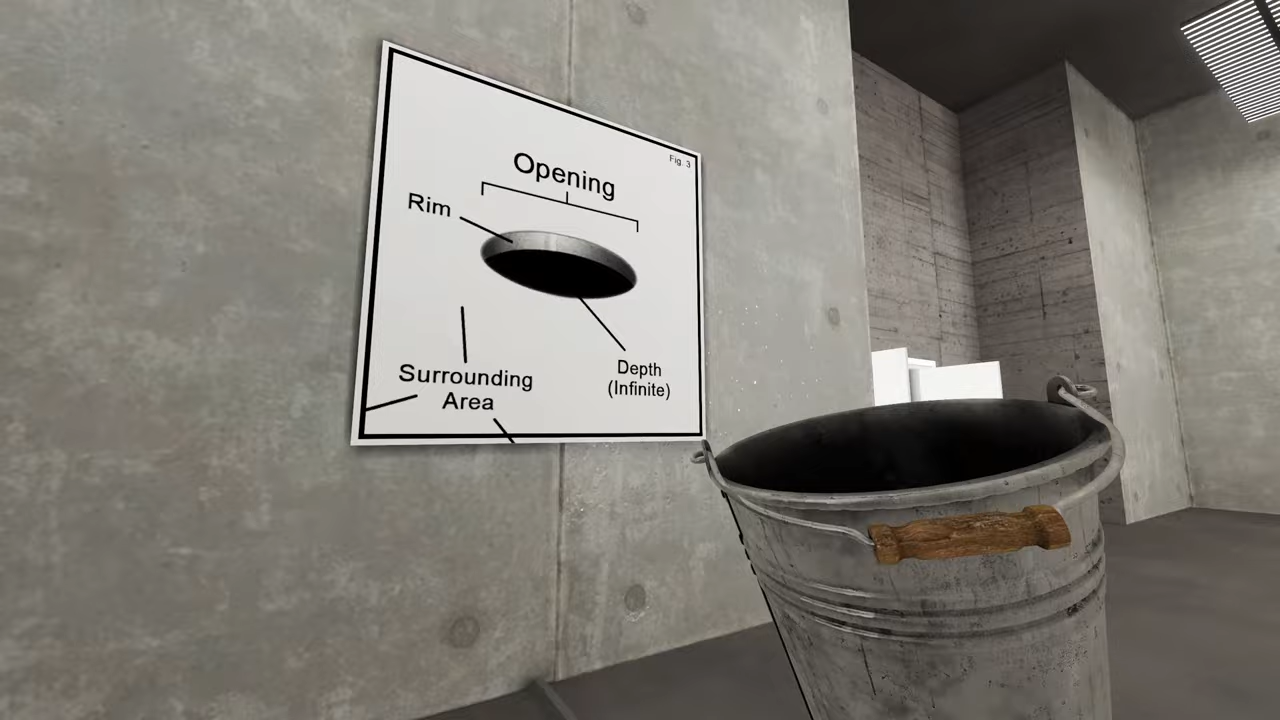 Fig. 3
Opening
Rim
Surrounding
Area
Depth
(Infinite)